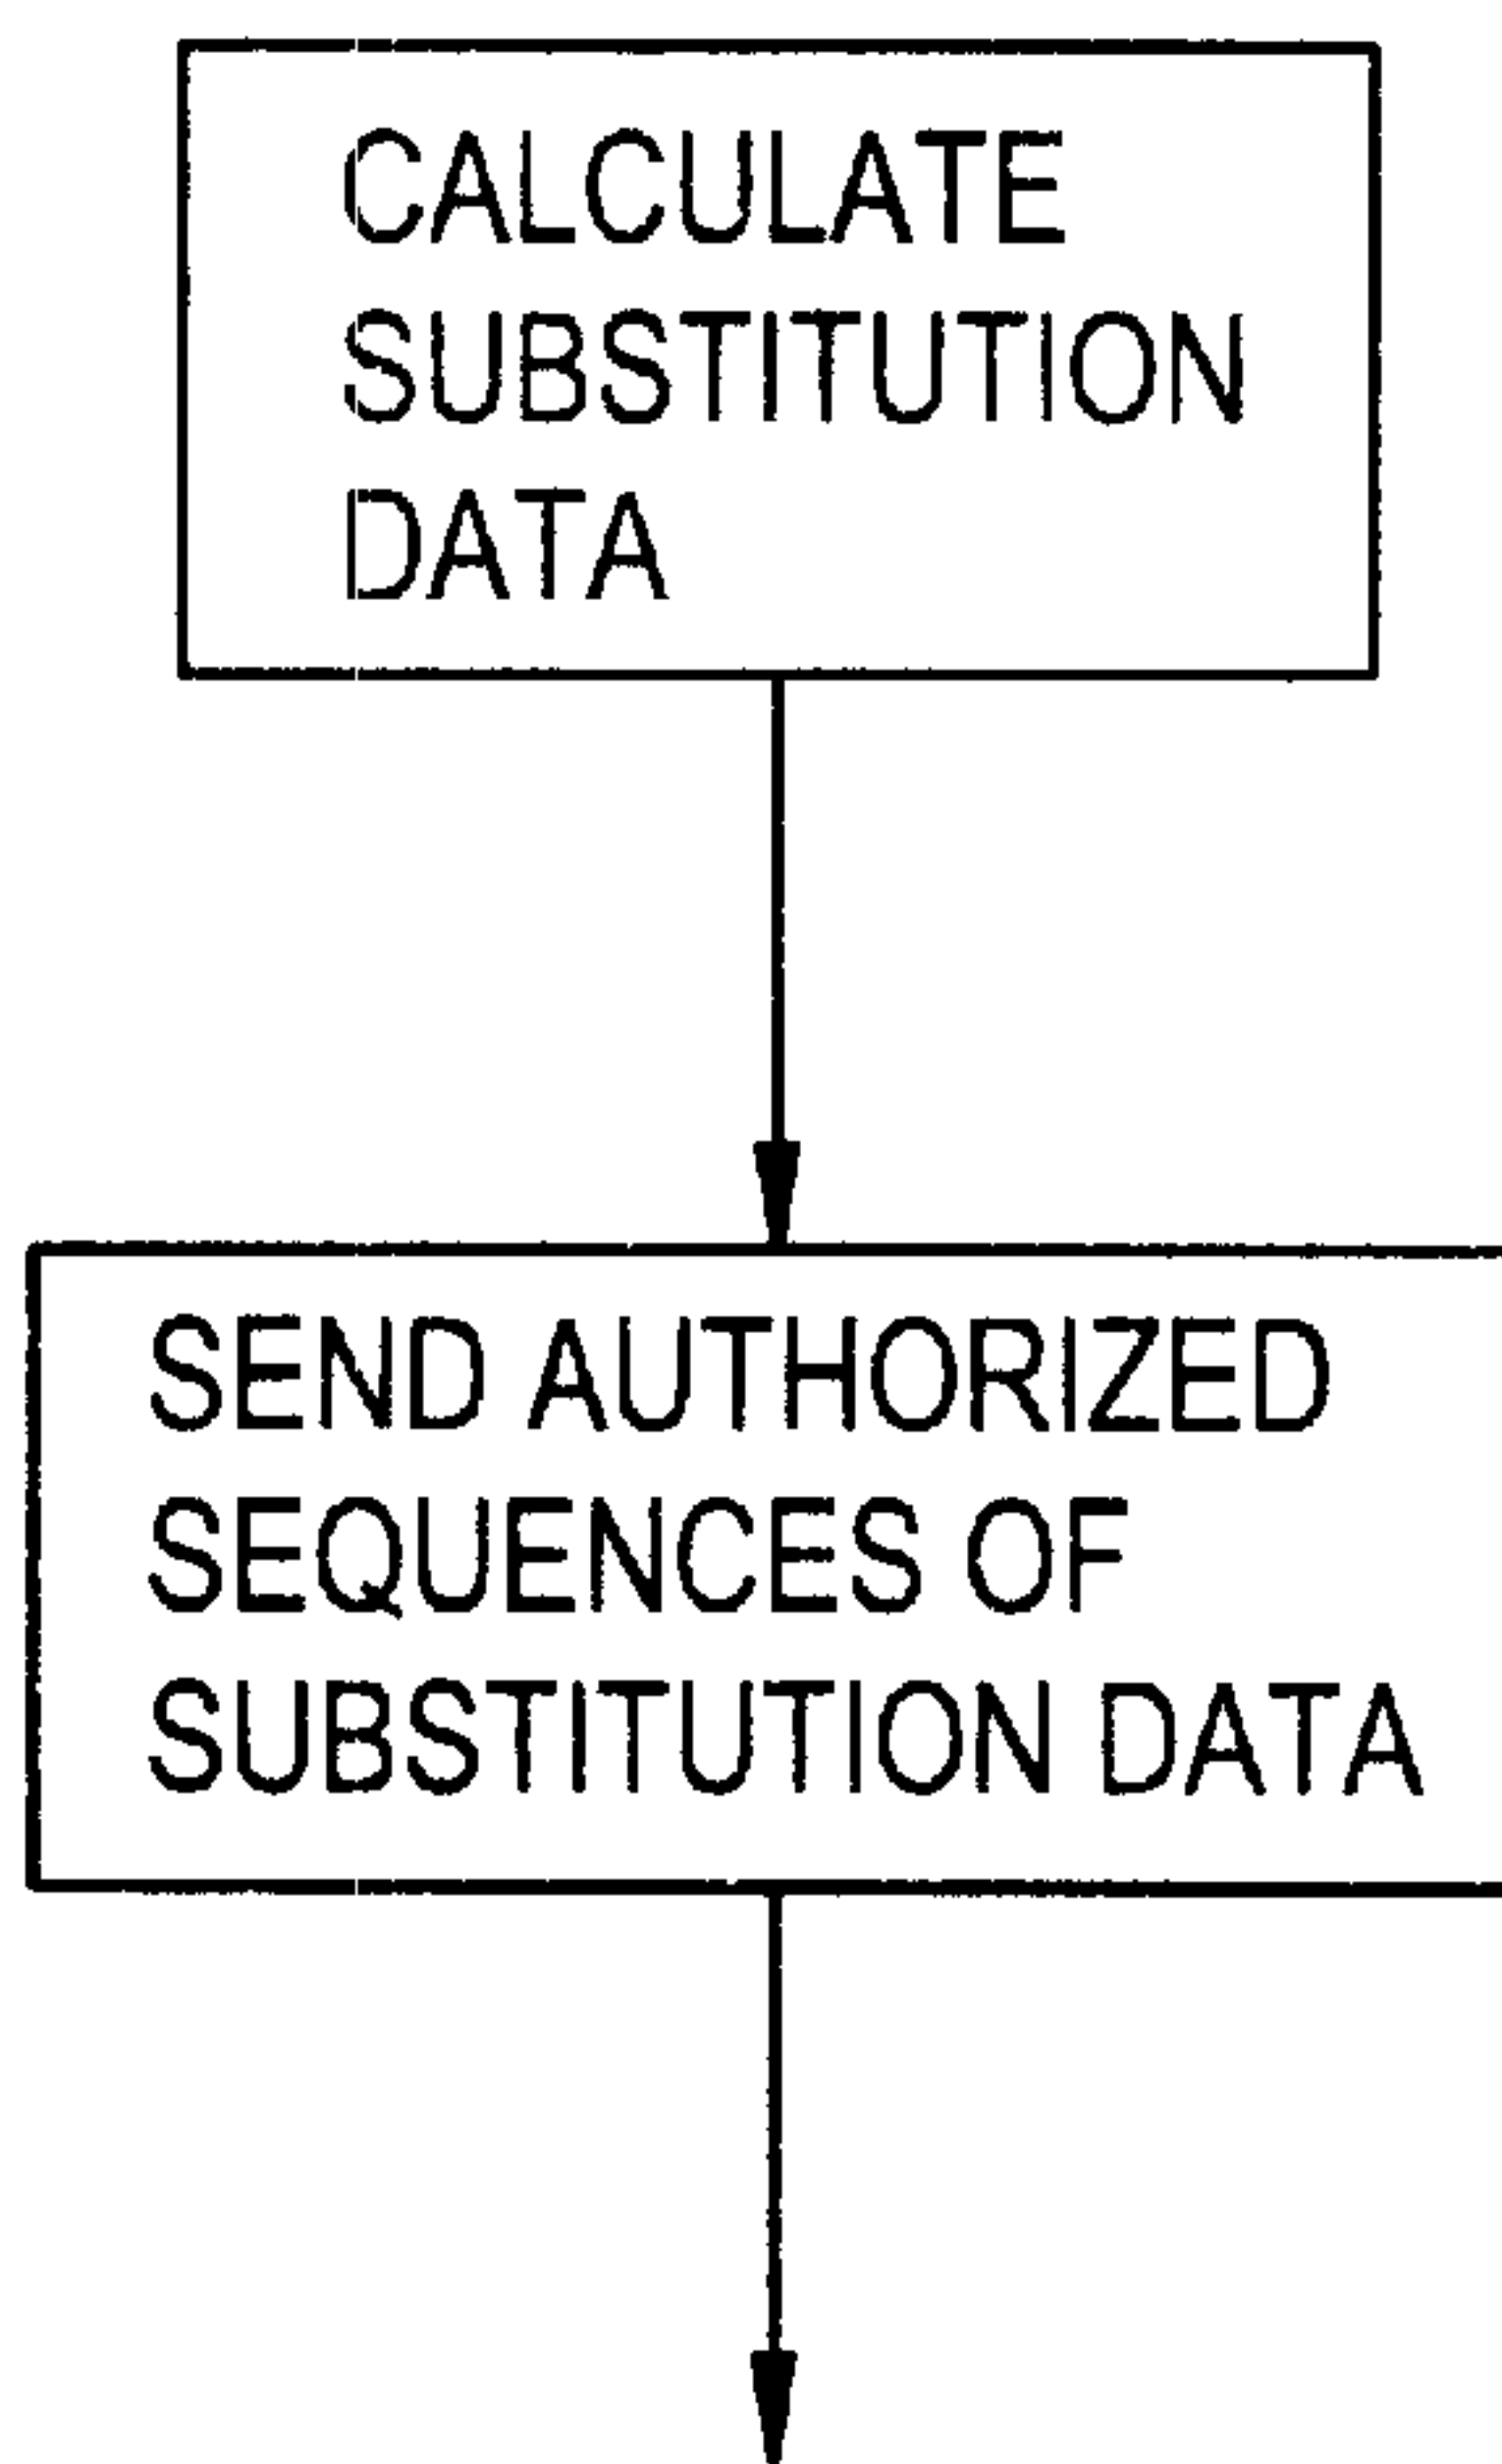 CALCULATE
SUBSTITUTION
DATA
SEND AUTHORIZED
SEQUENCES OF
SUBSTITUTION DATA